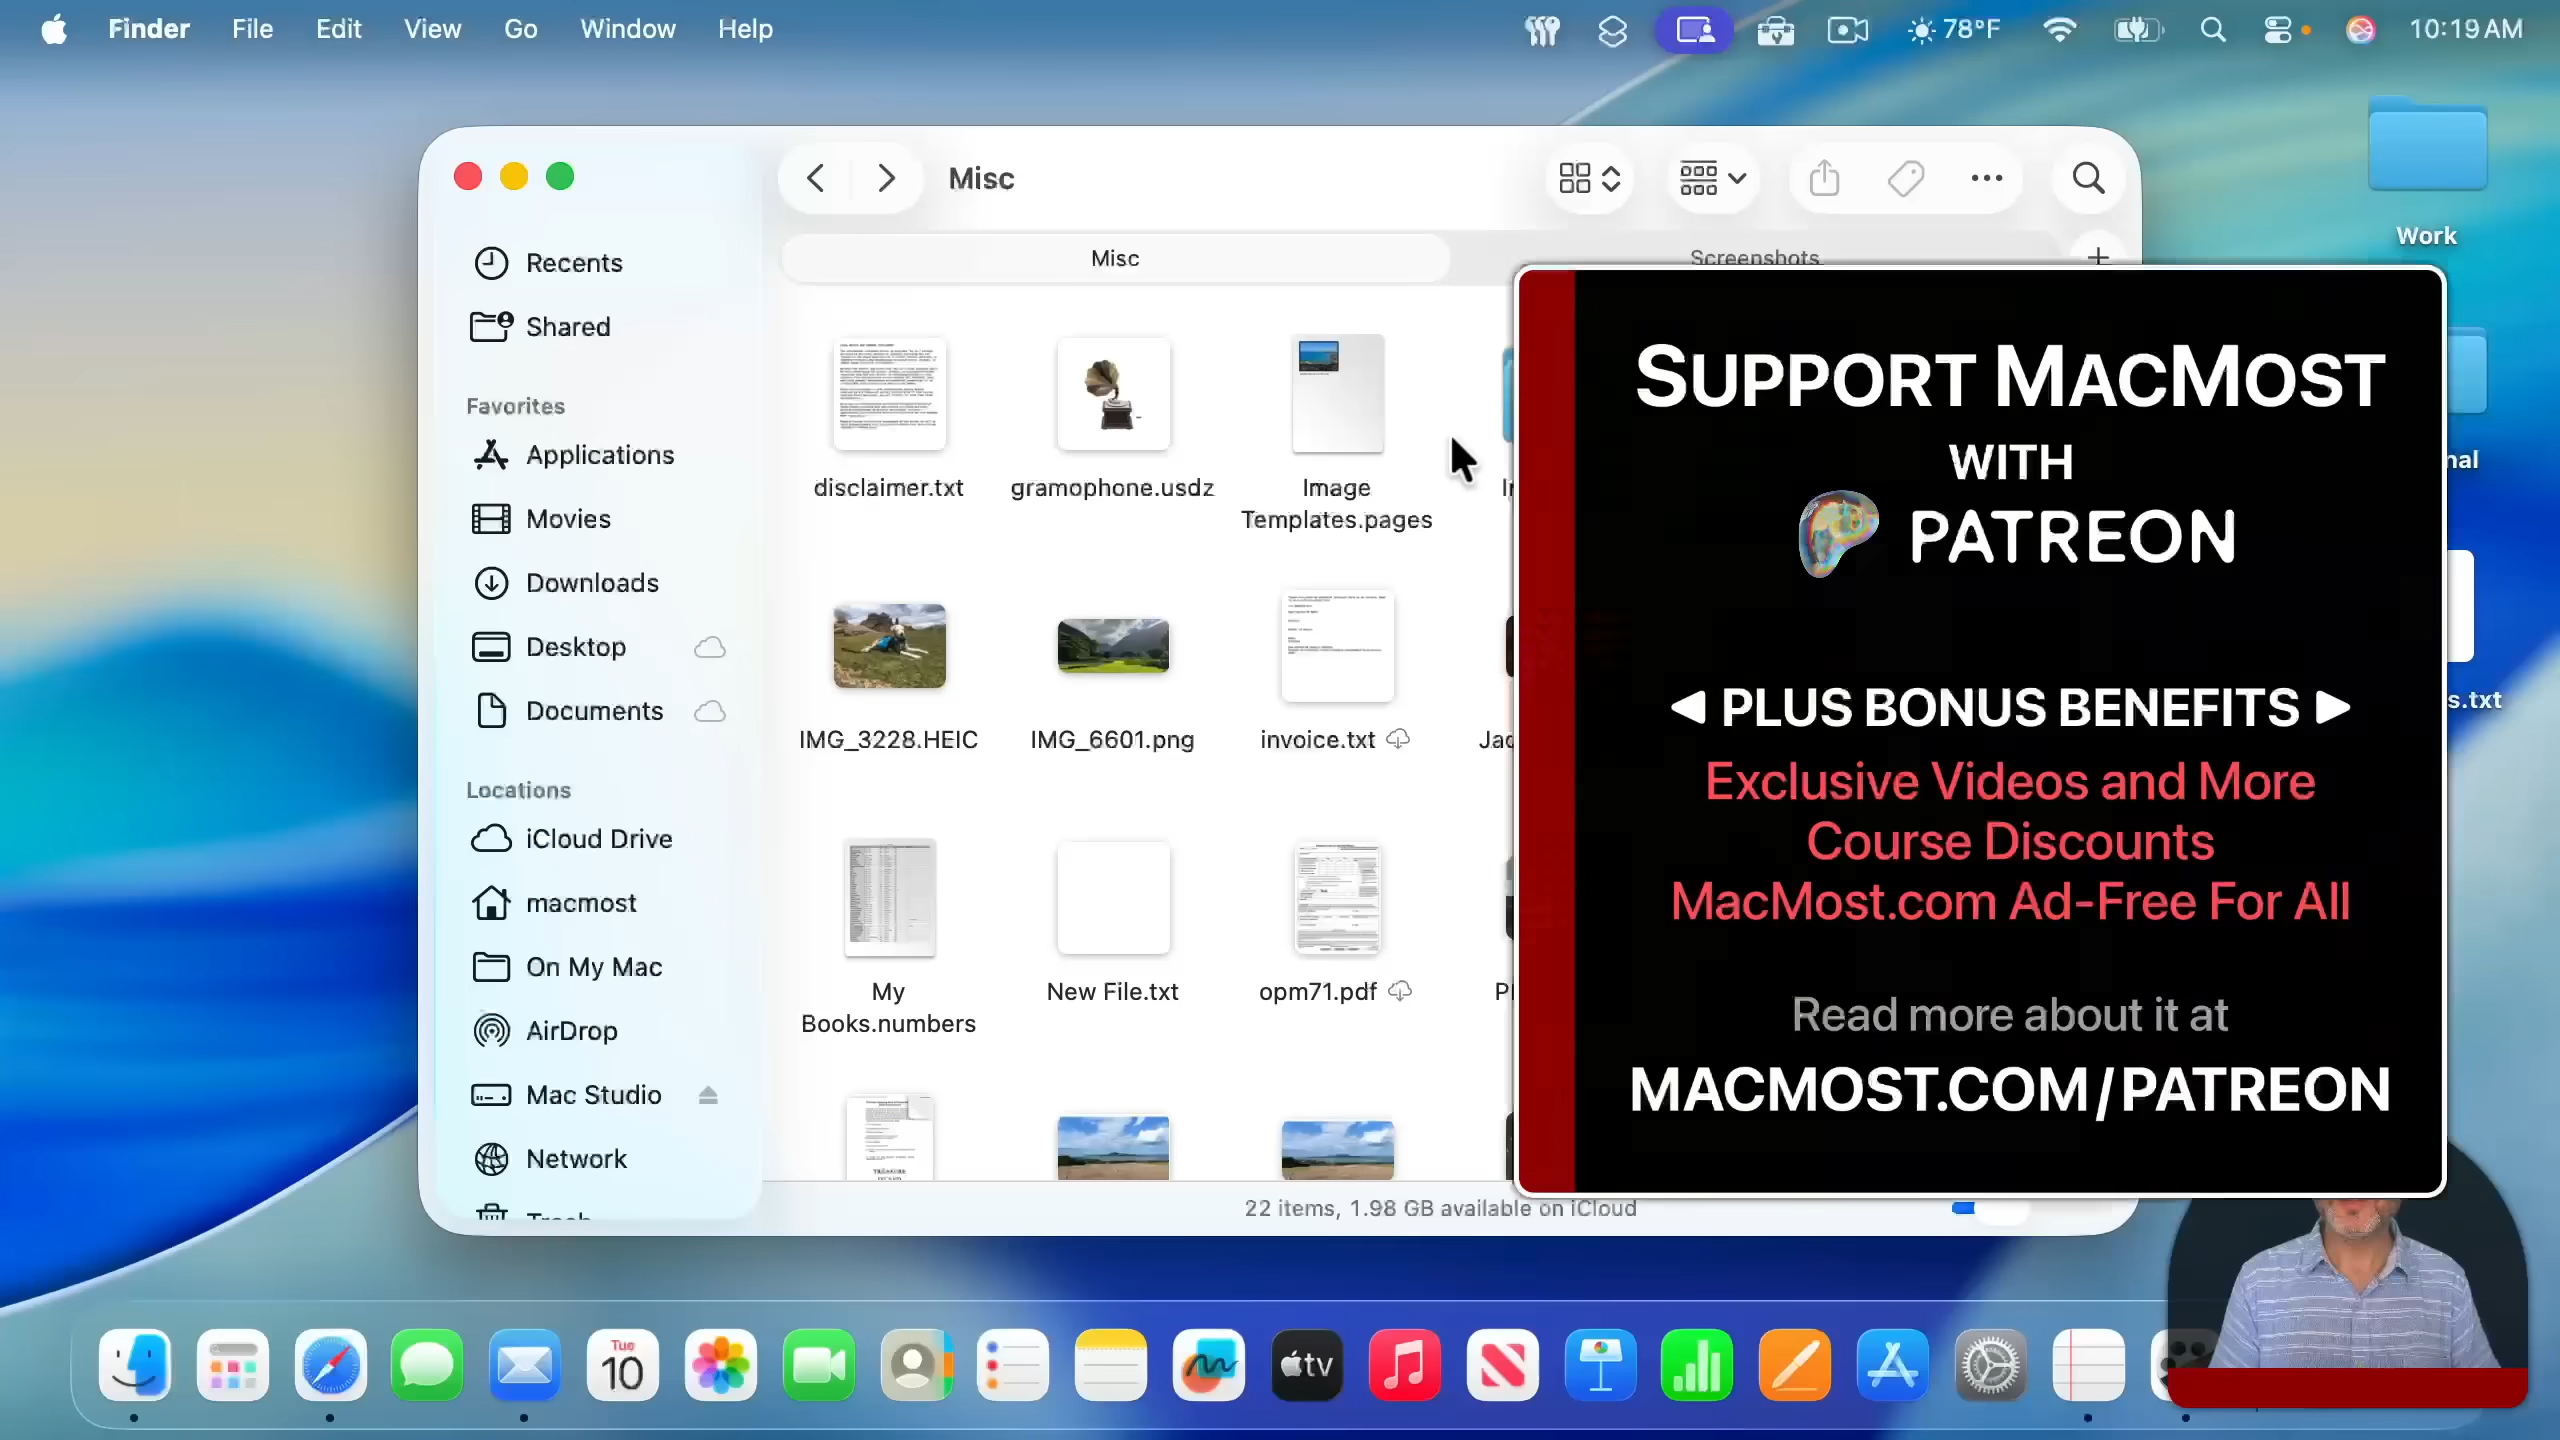 Finder File Edit View Go Window Help 78°F 10:19 AM
Work
Misc
Misc Screenshots
Recents
Shared
Favorites
Applications
Movies
Downloads
Desktop
Documents
Locations
iCloud Drive
macmost
On My Mac
AirDrop
Mac Studio
Network
disclaimer.txt gramophone.usdz Image
Templates.pages
IMG_3228.HEIC IMG_6601.png invoice.txt
My
Books.numbers
New File.txt opm71.pdf
22 items, 1.98 GB available on iCloud
SUPPORT MACMOST
WITH
PATREON
◀ PLUS BONUS BENEFITS ▶
Exclusive Videos and More
Course Discounts
MacMost.com Ad-Free For All
Read more about it at
MACMOST.COM/PATREON
s.txt
Tue
10
tv